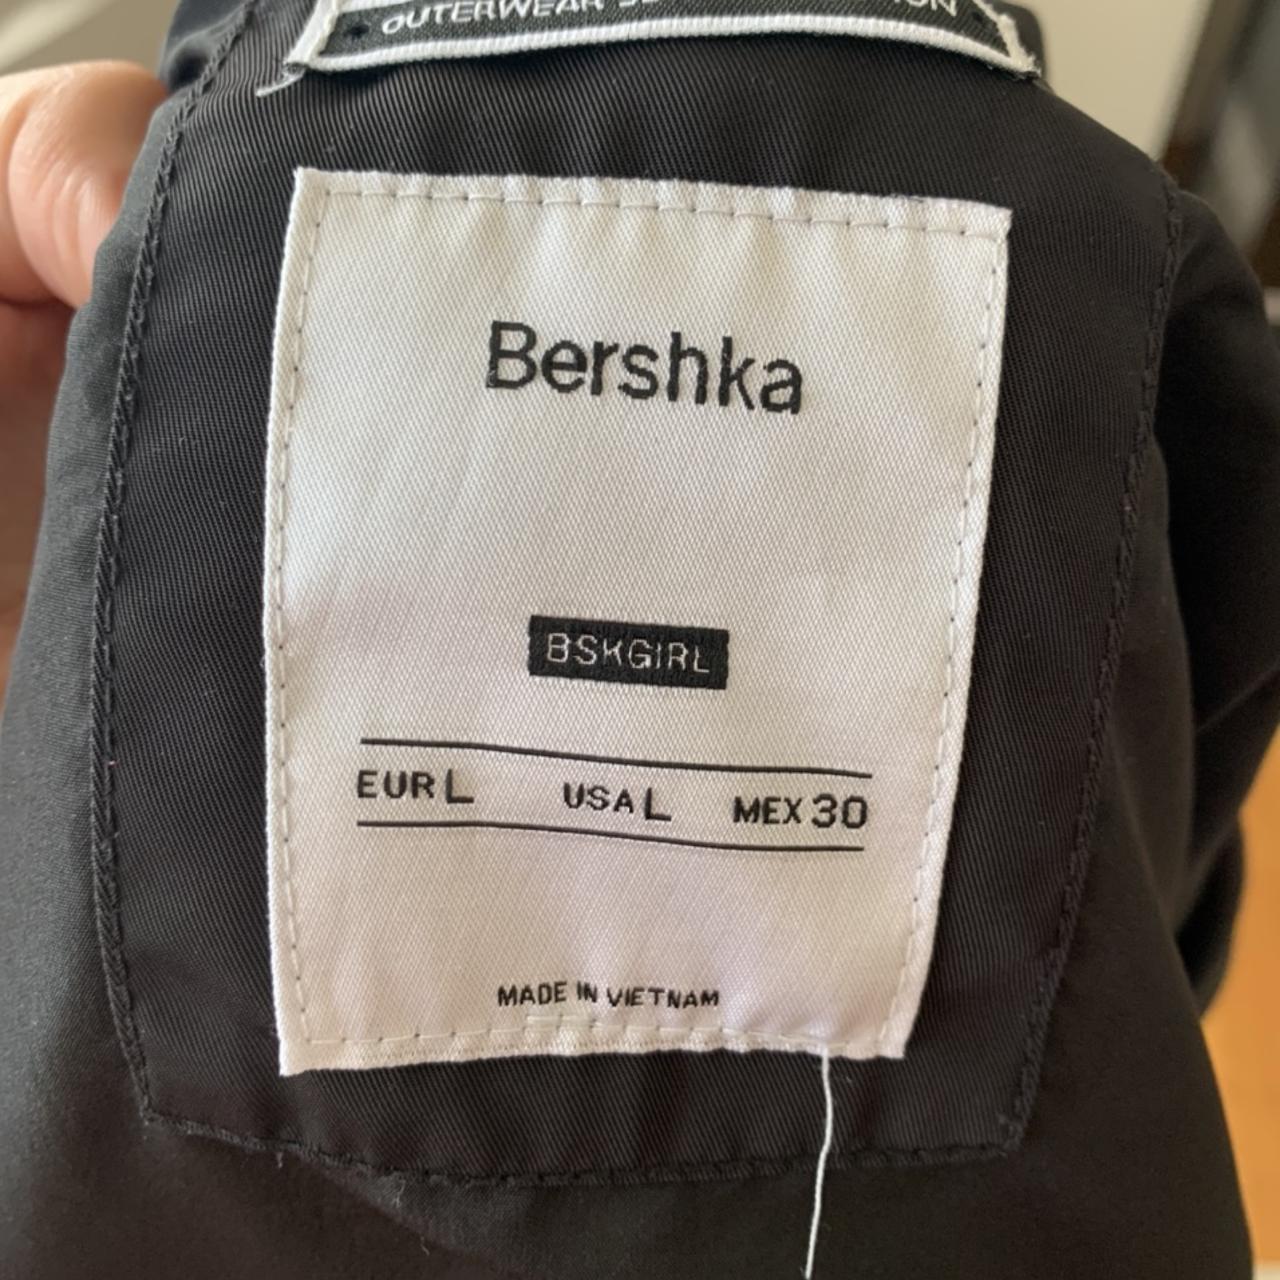 OUTERWEAR
Bershka
BSKGIRL
EUR L USA L MEX 30
MADE IN VIETNAM